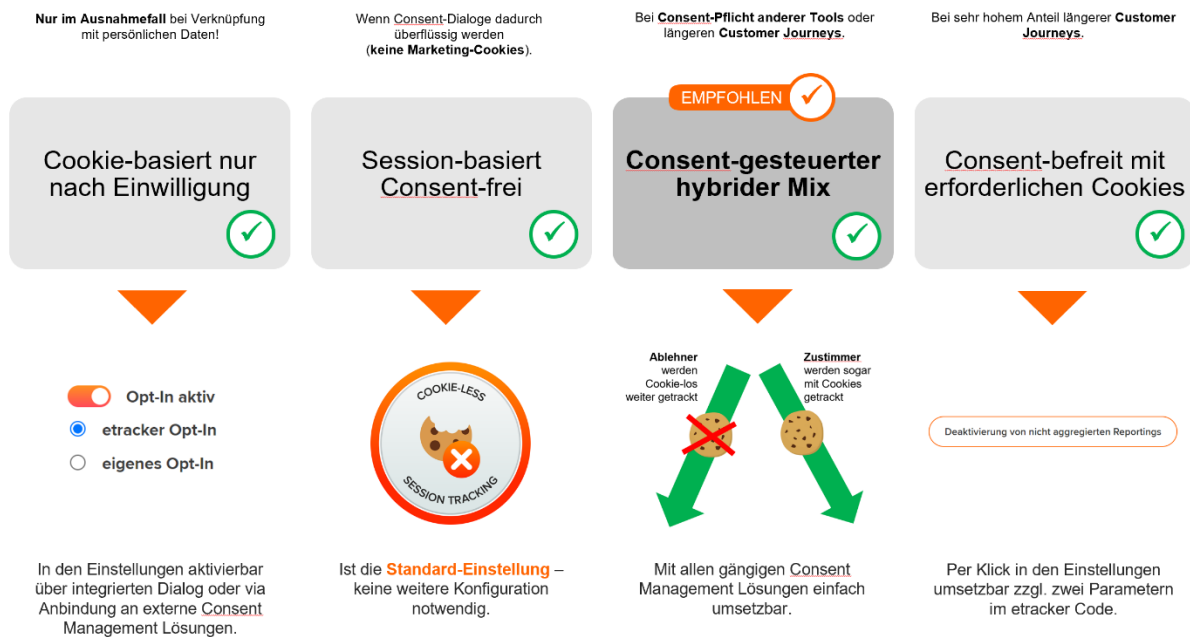 Nur im Ausnahmefall bei Verknüpfung
mit persönlichen Daten!
Wenn Consent-Dialoge dadurch
überflüssig werden
(keine Marketing-Cookies).
Bei Consent-Pflicht anderer Tools oder
längeren Customer Journeys.
Bei sehr hohem Anteil längerer Customer
Journeys.
EMPFOHLEN
Cookie-basiert nur
nach Einwilligung
Session-basiert
Consent-frei
Consent-gesteuerter
hybrider Mix
Consent-befreit mit
erforderlichen Cookies
Opt-In aktiv
etracker Opt-In
eigenes Opt-In
COOKIE-LESS
SESSION TRACKING
Ablehner
werden
Cookie-los
weiter getrackt
Zustimmer
werden sogar
mit Cookies
getrackt
Deaktivierung von nicht aggregierten Reportings
In den Einstellungen aktivierbar
über integrierten Dialog oder via
Anbindung an externe Consent
Management Lösungen.
Ist die Standard-Einstellung –
keine weitere Konfiguration
notwendig.
Mit allen gängigen Consent
Management Lösungen einfach
umsetzbar.
Per Klick in den Einstellungen
umsetzbar zzgl. zwei Parametern
im etracker Code.